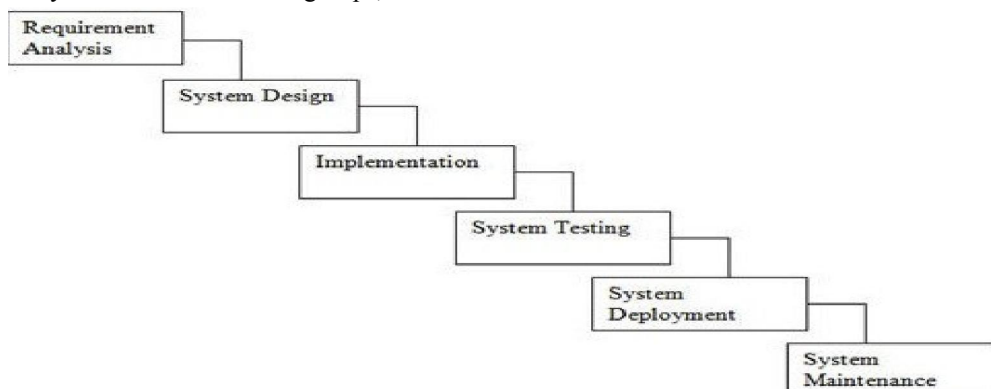 Requirement
Analysis
System Design
Implementation
System Testing
System
Deployment
System
Maintenance